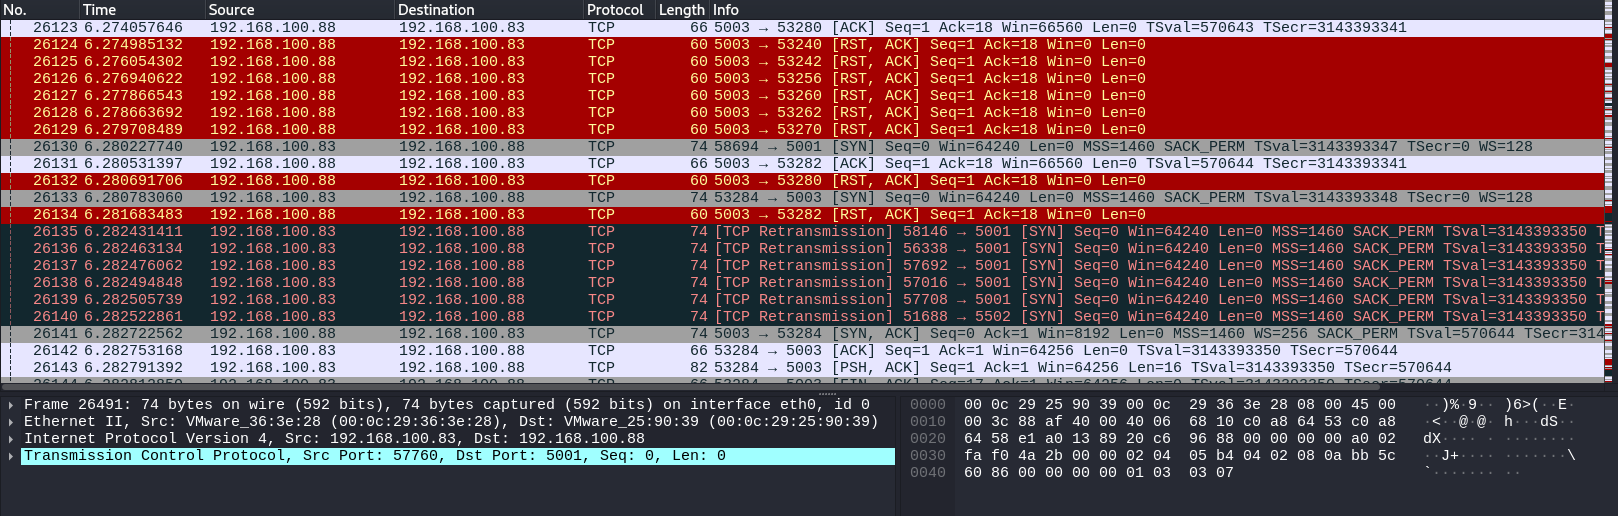 No. Time Source Destination Protocol Length Info
26123 6.274057646 192.168.100.88 192.168.100.83 TCP 66 5003 → 53280 [ACK] Seq=1 Ack=18 Win=66560 Len=0 TSval=570643 TSecr=3143393341
26124 6.274985132 192.168.100.88 192.168.100.83 TCP 60 5003 → 53240 [RST, ACK] Seq=1 Ack=18 Win=0 Len=0
26125 6.276054302 192.168.100.88 192.168.100.83 TCP 60 5003 → 53242 [RST, ACK] Seq=1 Ack=18 Win=0 Len=0
26126 6.276940622 192.168.100.88 192.168.100.83 TCP 60 5003 → 53256 [RST, ACK] Seq=1 Ack=18 Win=0 Len=0
26127 6.277866543 192.168.100.88 192.168.100.83 TCP 60 5003 → 53260 [RST, ACK] Seq=1 Ack=18 Win=0 Len=0
26128 6.278663692 192.168.100.88 192.168.100.83 TCP 60 5003 → 53262 [RST, ACK] Seq=1 Ack=18 Win=0 Len=0
26129 6.279708489 192.168.100.88 192.168.100.83 TCP 60 5003 → 53270 [RST, ACK] Seq=1 Ack=18 Win=0 Len=0
26130 6.280227740 192.168.100.83 192.168.100.88 TCP 74 58694 → 5001 [SYN] Seq=0 Win=64240 Len=0 MSS=1460 SACK_PERM TSval=3143393347 TSecr=0 WS=128
26131 6.280531397 192.168.100.88 192.168.100.83 TCP 66 5003 → 53282 [ACK] Seq=1 Ack=18 Win=66560 Len=0 TSval=570644 TSecr=3143393341
26132 6.280691706 192.168.100.88 192.168.100.83 TCP 60 5003 → 53280 [RST, ACK] Seq=1 Ack=18 Win=0 Len=0
26133 6.280783060 192.168.100.83 192.168.100.88 TCP 74 53284 → 5003 [SYN] Seq=0 Win=64240 Len=0 MSS=1460 SACK_PERM TSval=3143393348 TSecr=0 WS=128
26134 6.281683483 192.168.100.88 192.168.100.83 TCP 60 5003 → 53282 [RST, ACK] Seq=1 Ack=18 Win=0 Len=0
26135 6.282431411 192.168.100.83 192.168.100.88 TCP 74 [TCP Retransmission] 58146 → 5001 [SYN] Seq=0 Win=64240 Len=0 MSS=1460 SACK_PERM TSval=3143393350 T
26136 6.282463134 192.168.100.83 192.168.100.88 TCP 74 [TCP Retransmission] 56338 → 5001 [SYN] Seq=0 Win=64240 Len=0 MSS=1460 SACK_PERM TSval=3143393350 T
26137 6.282476062 192.168.100.83 192.168.100.88 TCP 74 [TCP Retransmission] 57692 → 5001 [SYN] Seq=0 Win=64240 Len=0 MSS=1460 SACK_PERM TSval=3143393350 T
26138 6.282494848 192.168.100.83 192.168.100.88 TCP 74 [TCP Retransmission] 57016 → 5001 [SYN] Seq=0 Win=64240 Len=0 MSS=1460 SACK_PERM TSval=3143393350 T
26139 6.282505739 192.168.100.83 192.168.100.88 TCP 74 [TCP Retransmission] 57708 → 5001 [SYN] Seq=0 Win=64240 Len=0 MSS=1460 SACK_PERM TSval=3143393350 T
26140 6.282522861 192.168.100.83 192.168.100.88 TCP 74 [TCP Retransmission] 51688 → 5502 [SYN] Seq=0 Win=64240 Len=0 MSS=1460 SACK_PERM TSval=3143393350 T
26141 6.282722562 192.168.100.88 192.168.100.83 TCP 74 5003 → 53284 [SYN, ACK] Seq=0 Ack=1 Win=8192 Len=0 MSS=1460 WS=256 SACK_PERM TSval=570644 TSecr=314
26142 6.282753168 192.168.100.83 192.168.100.88 TCP 66 53284 → 5003 [ACK] Seq=1 Ack=1 Win=64256 Len=0 TSval=3143393350 TSecr=570644
26143 6.282791392 192.168.100.83 192.168.100.88 TCP 82 53284 → 5003 [PSH, ACK] Seq=1 Ack=1 Win=64256 Len=16 TSval=3143393350 TSecr=570644
Frame 26491: 74 bytes on wire (592 bits), 74 bytes captured (592 bits) on interface eth0, id 0
Ethernet II, Src: VMware_36:3e:28 (00:0c:29:36:3e:28), Dst: VMware_25:90:39 (00:0c:29:25:90:39)
Internet Protocol Version 4, Src: 192.168.100.83, Dst: 192.168.100.88
Transmission Control Protocol, Src Port: 57760, Dst Port: 5001, Seq: 0, Len: 0
0000 00 0c 29 25 90 39 00 0c 29 36 3e 28 08 00 45 00 ··)%·9·· )6>(··E·
0010 00 3c 88 af 40 00 40 06 68 10 c0 a8 64 53 c0 a8 ·<··@·@· h···dS··
0020 64 58 e1 a0 13 89 20 c6 96 88 00 00 00 00 a0 02 dX···· · ········
0030 fa f0 4a 2b 00 00 02 04 05 b4 04 02 08 0a bb 5c ··J+···· ·······\
0040 60 86 00 00 00 00 01 03 03 07 `······· ··